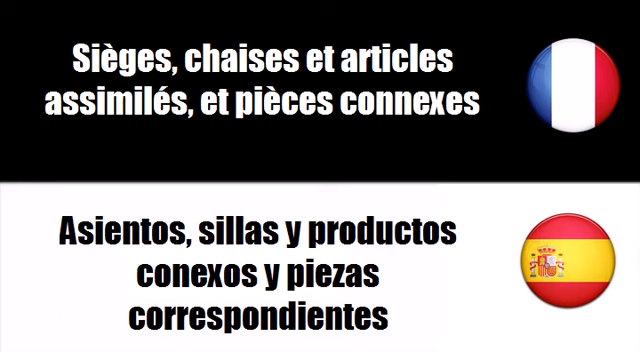 Sièges, chaises et articles
assimilés, et pièces connexes
Asientos, sillas y productos
conexos y piezas
correspondientes